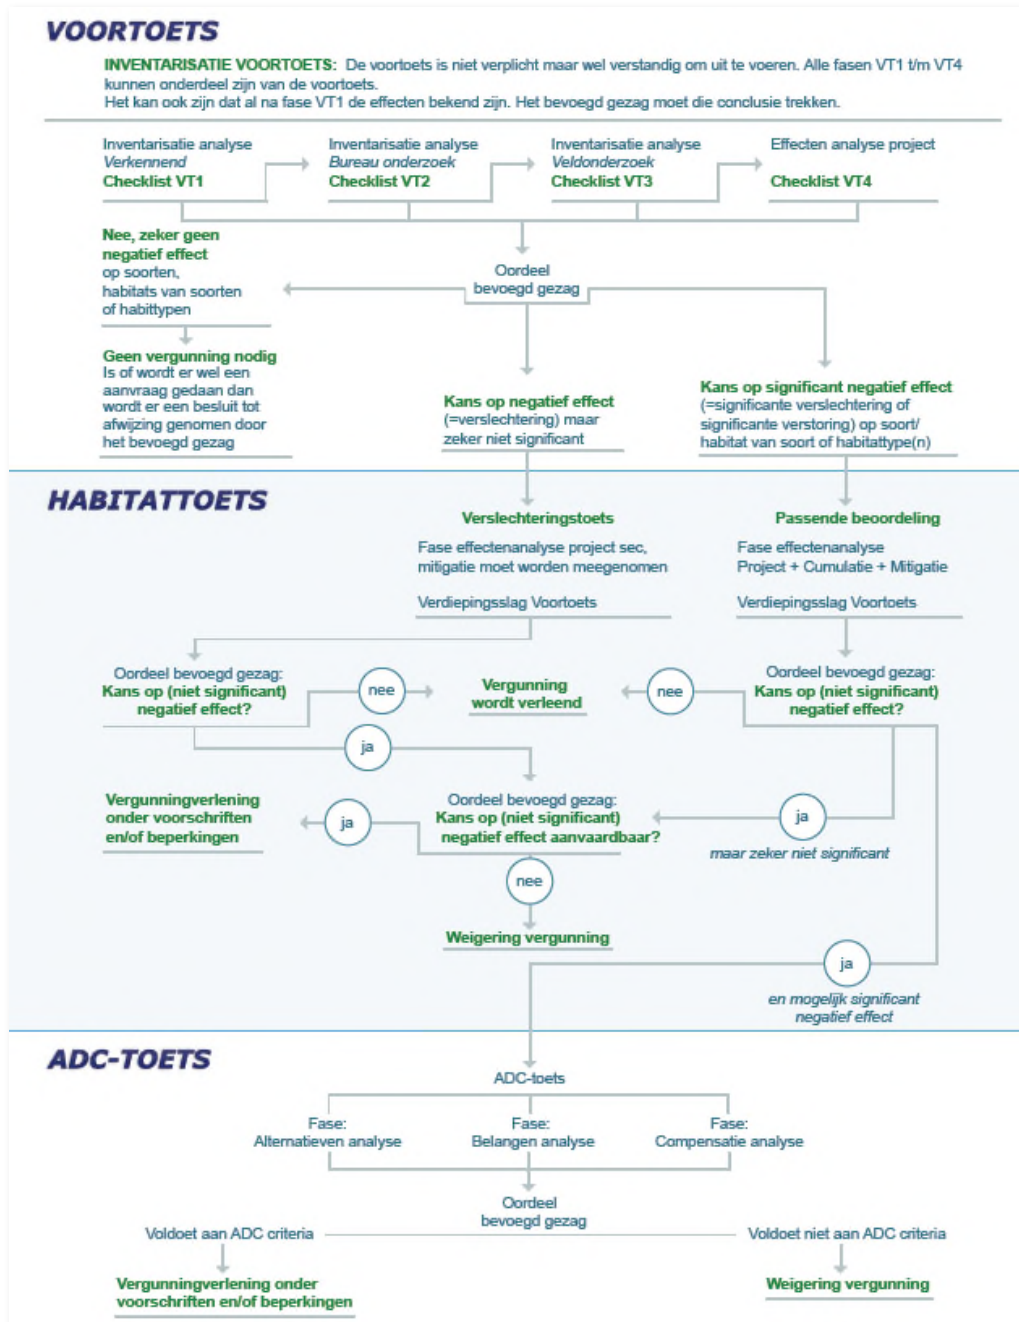 VOORTOETS
INVENTARISATIE VOORTOETS: De voortoets is niet verplicht maar wel verstandig om uit te voeren. Alle fasen VT1 t/m VT4
kunnen onderdeel zijn van de voortoets.
Het kan ook zijn dat al na fase VT1 de effecten bekend zijn. Het bevoegd gezag moet die conclusie trekken.
Inventarisatie analyse
Verkennend
Checklist VT1
Inventarisatie analyse
Bureau onderzoek
Checklist VT2
Inventarisatie analyse
Veldonderzoek
Checklist VT3
Effecten analyse project
Checklist VT4
Nee, zeker geen
negatief effect
op soorten,
habitats van soorten
of habittypen
Oordeel
bevoegd gezag
Geen vergunning nodig
Is of wordt er wel een
aanvraag gedaan dan
wordt er een besluit tot
afwijzing genomen door
het bevoegd gezag
Kans op negatief effect
(=verslechtering) maar
zeker niet significant
Kans op significant negatief effect
(=significante verslechtering of
significante verstoring) op soort/
habitat van soort of habitattype(n)
HABITATTOETS
Verslechteringstoets
Fase effectenanalyse project sec,
mitigatie moet worden meegenomen
Verdiepingsslag Voortoets
Passende beoordeling
Fase effectenanalyse
Project + Cumulatie + Mitigatie
Verdiepingsslag Voortoets
Oordeel bevoegd gezag:
Kans op (niet significant)
negatief effect?
nee
Vergunning
wordt verleend
nee
Oordeel bevoegd gezag:
Kans op (niet significant)
negatief effect?
ja
Vergunningverlening
onder voorschriften
en/of beperkingen
ja
Oordeel bevoegd gezag:
Kans op (niet significant)
negatief effect aanvaardbaar?
ja
maar zeker niet significant
nee
Weigering vergunning
ja
en mogelijk significant
negatief effect
ADC-TOETS
ADC-toets
Fase:
Alternatieven analyse
Fase:
Belangen analyse
Fase:
Compensatie analyse
Oordeel
bevoegd gezag
Voldoet aan ADC criteria
Voldoet niet aan ADC criteria
Vergunningverlening onder
voorschriften en/of beperkingen
Weigering vergunning